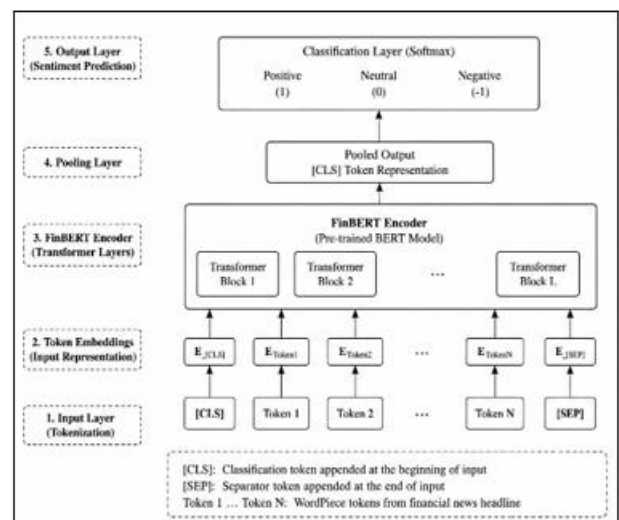 5. Output Layer
(Sentiment Prediction)
Classification Layer (Softmax)
Positive
(1)
Neutral
(0)
Negative
(-1)
4. Pooling Layer
Pooled Output
[CLS] Token Representation
3. FinBERT Encoder
(Transformer Layers)
FinBERT Encoder
(Pre-trained BERT Model)
Transformer
Block 1
Transformer
Block 2
...
Transformer
Block L
2. Token Embeddings
(Input Representation)
E_[CLS]
E_Token1
E_Token2
...
E_TokenN
E_[SEP]
1. Input Layer
(Tokenization)
[CLS]
Token 1
Token 2
...
Token N
[SEP]
[CLS]: Classification token appended at the beginning of input
[SEP]: Separator token appended at the end of input
Token 1 ... Token N: WordPiece tokens from financial news headline